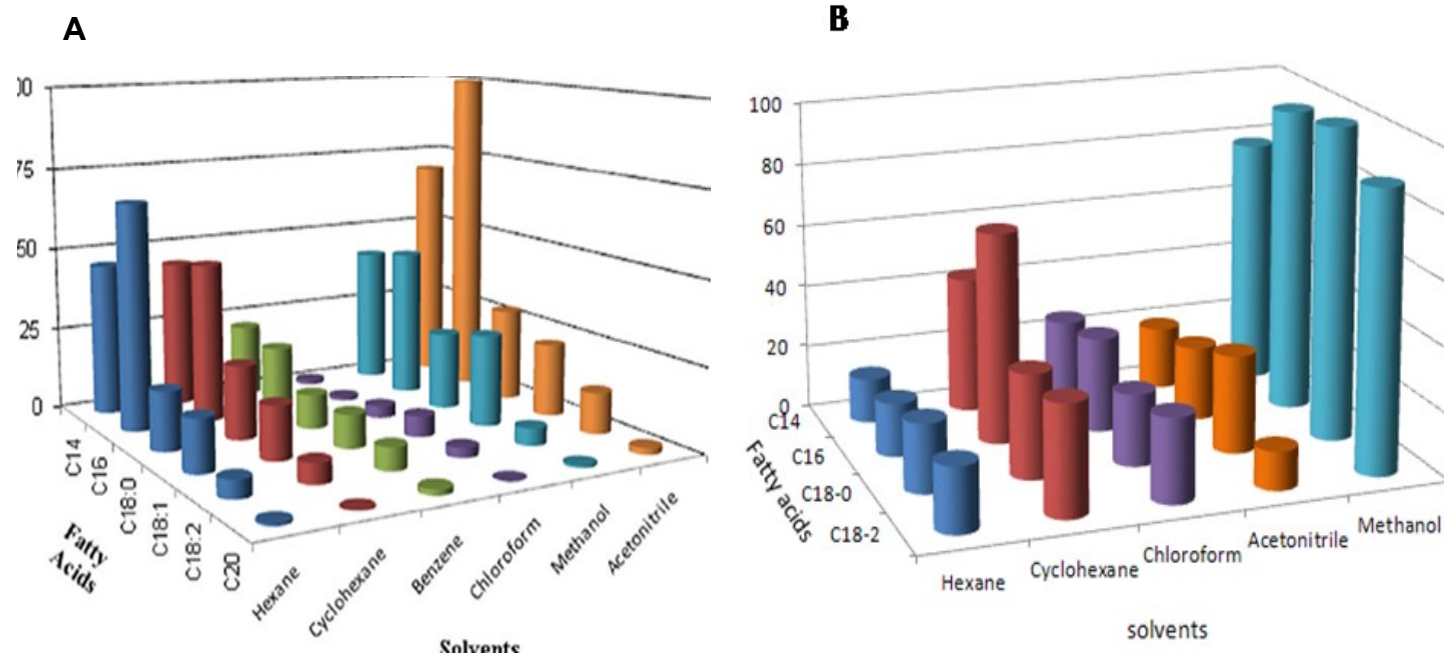 A
00
75
50
25
0
C14
C16
C18:0
C18:1
C18:2
C20
Fatty
Acids
Hexane
Cyclohexane
Benzene
Chloroform
Methanol
Acetonitrile
Solvents
B
100
80
60
40
20
0
C14
C16
C18-0
C18-2
Fatty acids
Hexane
Cyclohexane
Chloroform
Acetonitrile
Methanol
solvents